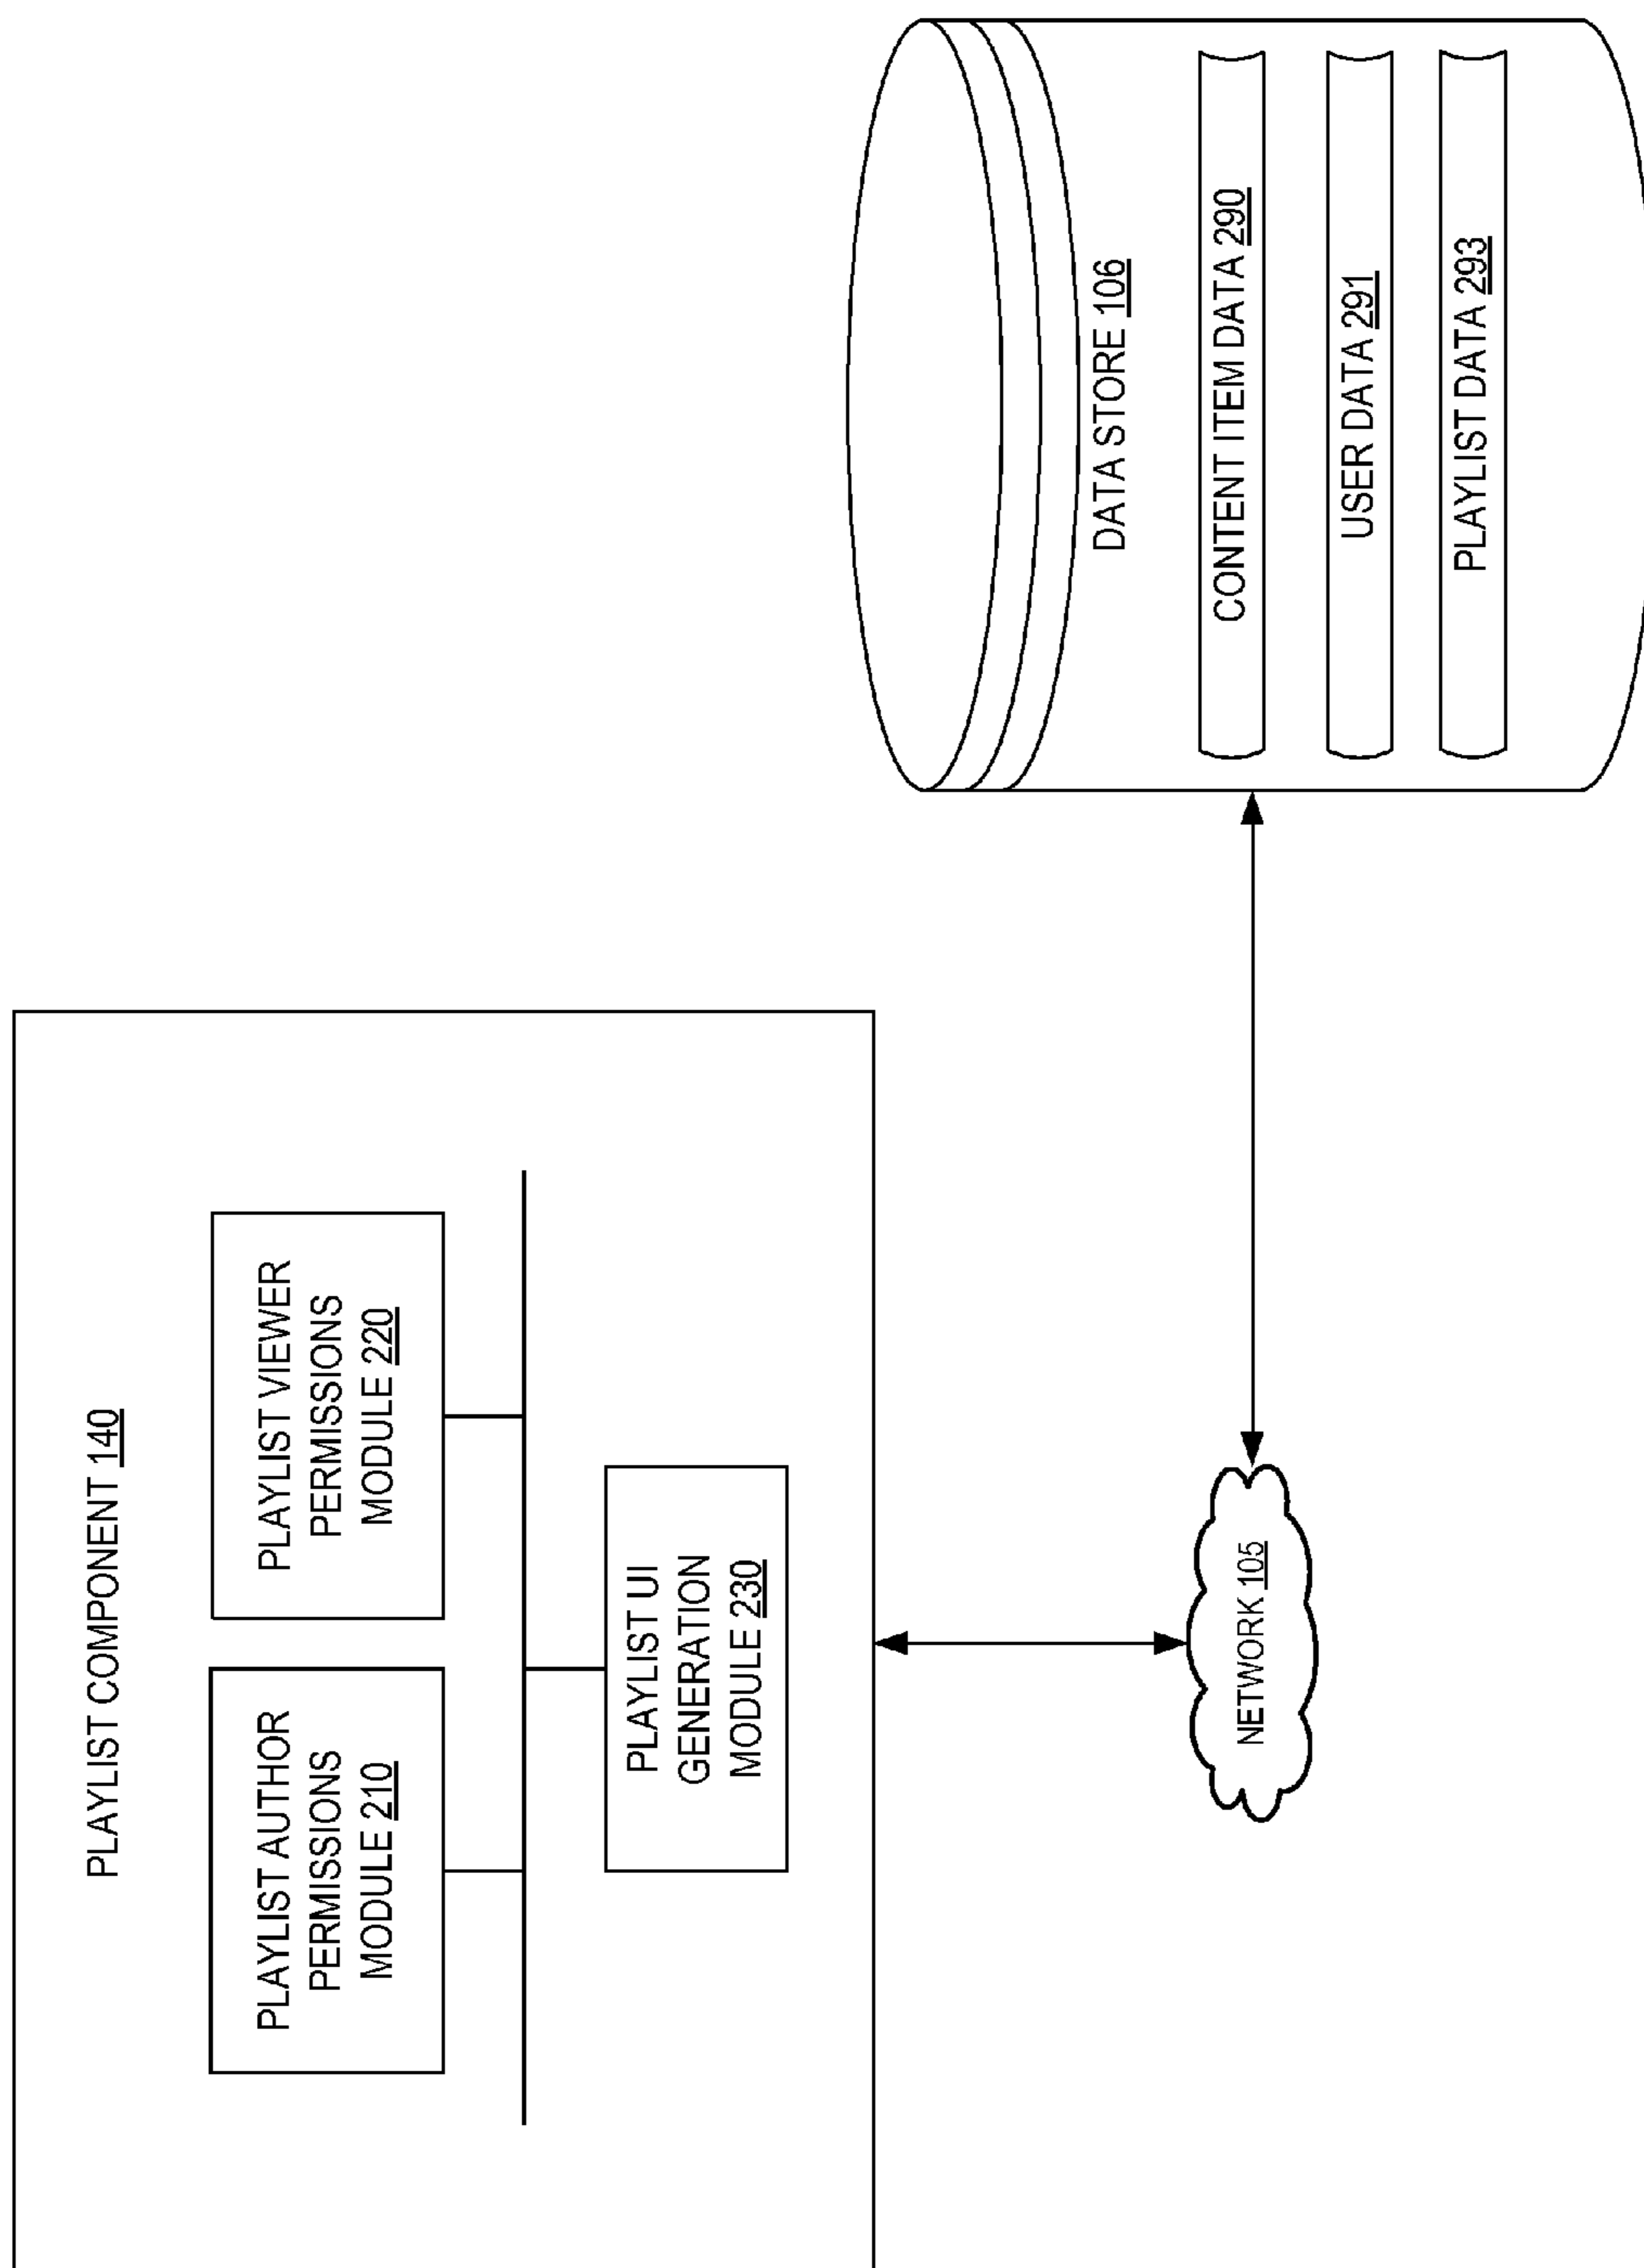 PLAYLIST COMPONENT 140
PLAYLIST AUTHOR
PERMISSIONS
MODULE 210
PLAYLIST VIEWER
PERMISSIONS
MODULE 220
PLAYLIST UI
GENERATION
MODULE 230
NETWORK 105
DATA STORE 106
CONTENT ITEM DATA 290
USER DATA 291
PLAYLIST DATA 293